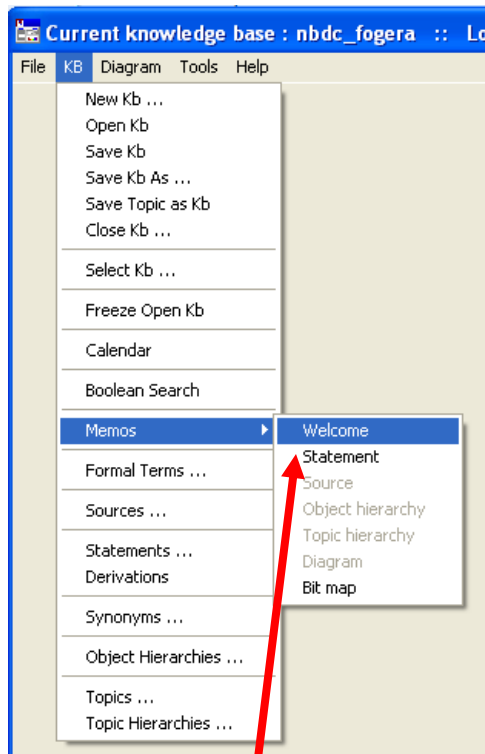 Current knowledge base : nbdc_fogera :: Lo
File KB Diagram Tools Help
New Kb ...
Open Kb
Save Kb
Save Kb As ...
Save Topic as Kb
Close Kb ...
Select Kb ...
Freeze Open Kb
Calendar
Boolean Search
Memos
Formal Terms ...
Sources ...
Statements ...
Derivations
Synonyms ...
Object Hierarchies ...
Topics ...
Topic Hierarchies ...
Welcome
Statement
Source
Object hierarchy
Topic hierarchy
Diagram
Bit map